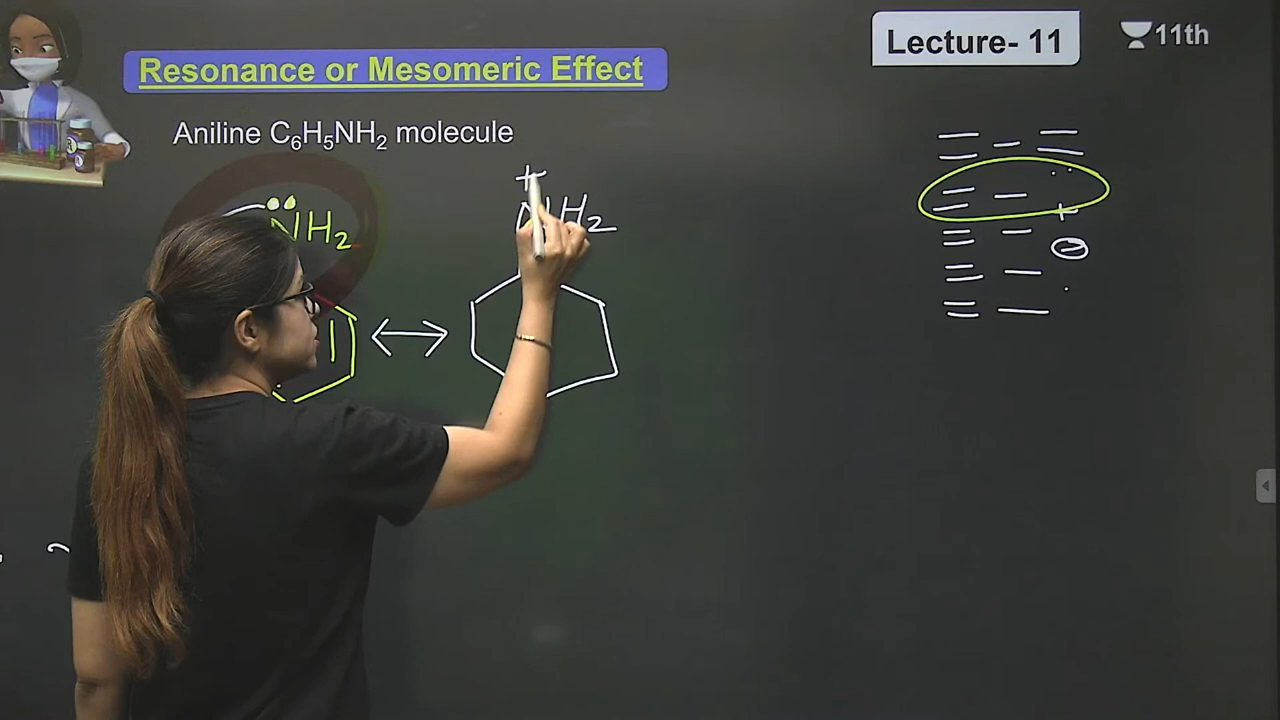 Lecture- 11
11th
Resonance or Mesomeric Effect
Aniline C6H5NH2 molecule
+
NH2
NH2